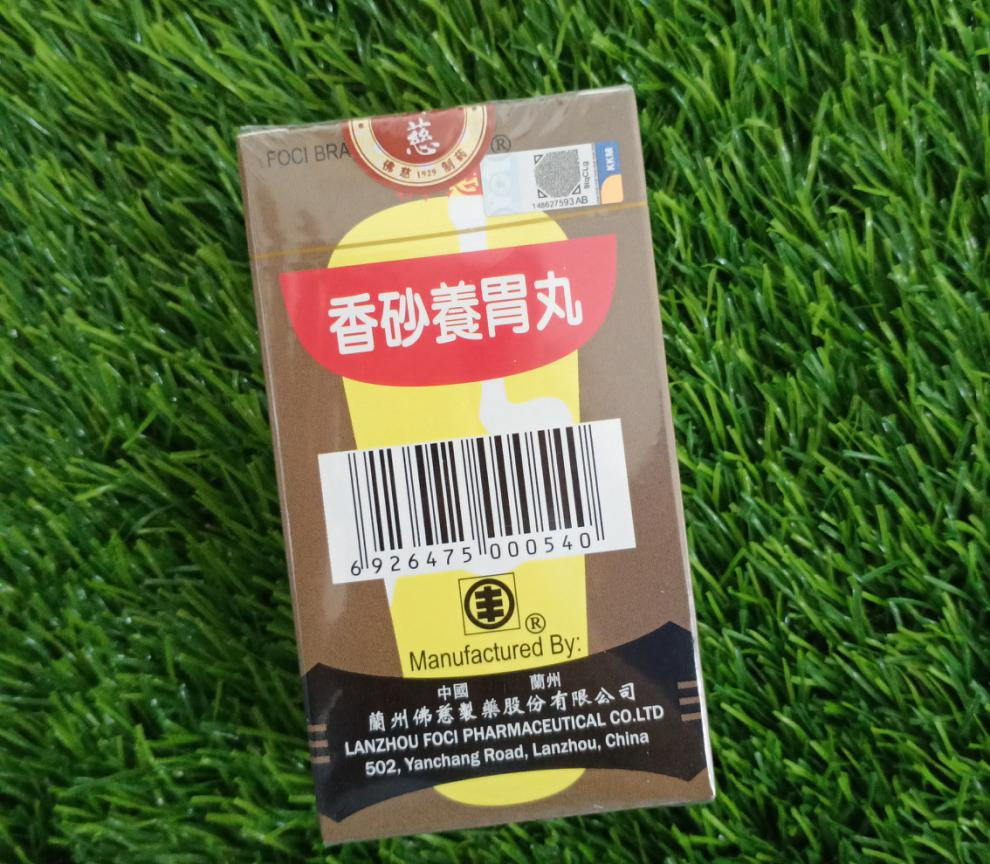 慈
佛慈 1929 制药
FOCI BRA
®
KKM
148627593AB
香砂養胃丸
6 926475 000540
®
Manufactured By:
中國 蘭州
蘭州佛慈製藥股份有限公司
LANZHOU FOCI PHARMACEUTICAL CO.LTD
502, Yanchang Road, Lanzhou, China